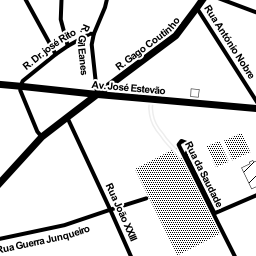 R. Dr. josé Rito
R. Gil Eanes
R. Gago Coutinho
Rua António Nobre
Av. José Estevão
Rua da Saudade
Rua João XXIII
Rua Guerra Junqueiro